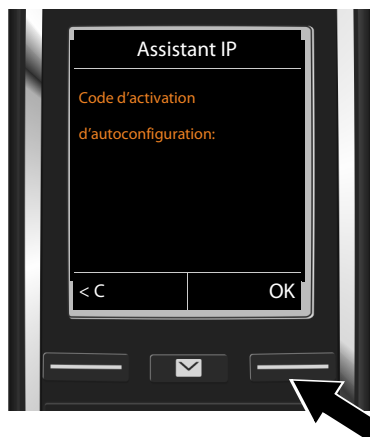 Assistant IP
Code d’activation
d’autoconfiguration:
< C OK